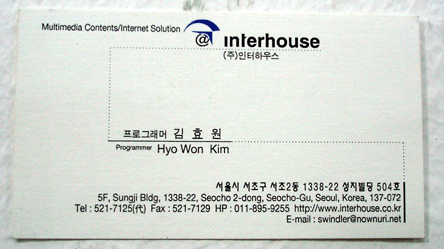 Multimedia Contents/Internet Solution
@ interhouse
(주)인터하우스
프로그래머 김 효 원
Programmer Hyo Won Kim
서울시 서초구 서초2동 1338-22 성지빌딩 504호
5F, Sungji Bldg, 1338-22, Seocho 2-dong, Seocho-Gu, Seoul, Korea, 137-072
Tel : 521-7125(代) Fax : 521-7129 HP : 011-895-9255 http://www.interhouse.co.kr
E-mail : swindler@nownuri.net